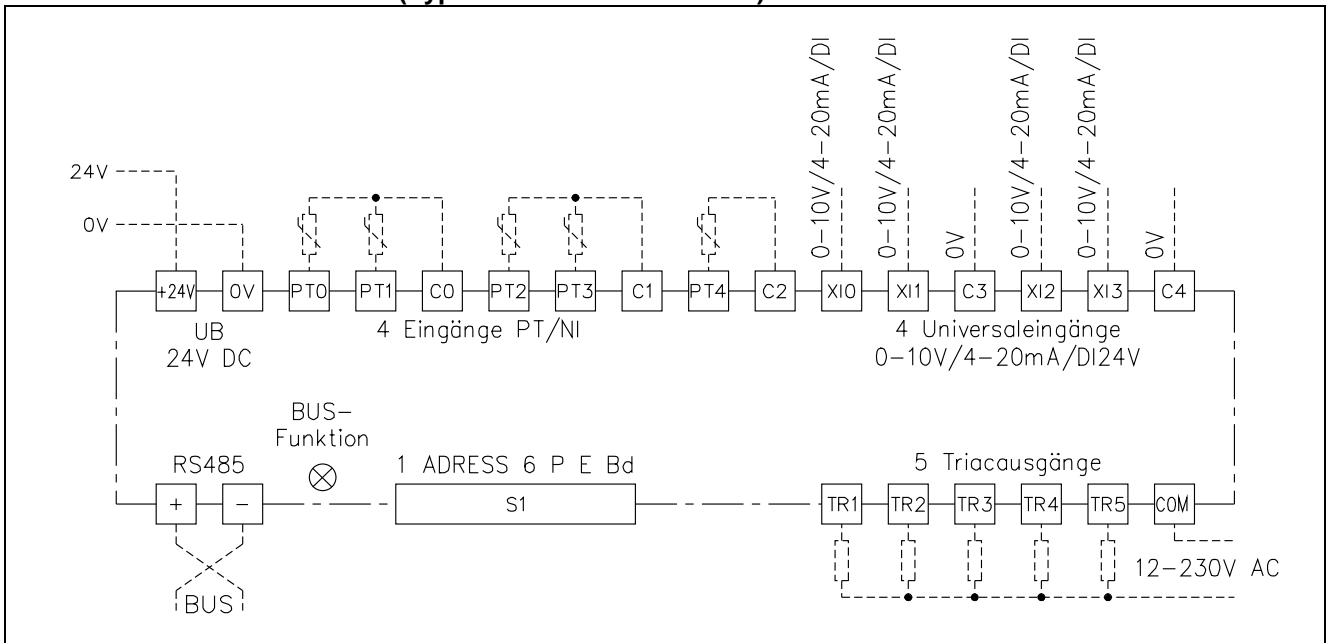 0-10V/4-20mA/DI
0-10V/4-20mA/DI
0V
0-10V/4-20mA/DI
0-10V/4-20mA/DI
0V
24V
0V
+24V 0V PT0 PT1 C0 PT2 PT3 C1 PT4 C2 XI0 XI1 C3 XI2 XI3 C4
UB
24V DC
4 Eingänge PT/NI
4 Universaleingänge
0-10V/4-20mA/DI24V
BUS-
Funktion
RS485
1 ADRESS 6 P E Bd
5 Triacausgänge
+ - S1 TR1 TR2 TR3 TR4 TR5 COM
12-230V AC
BUS